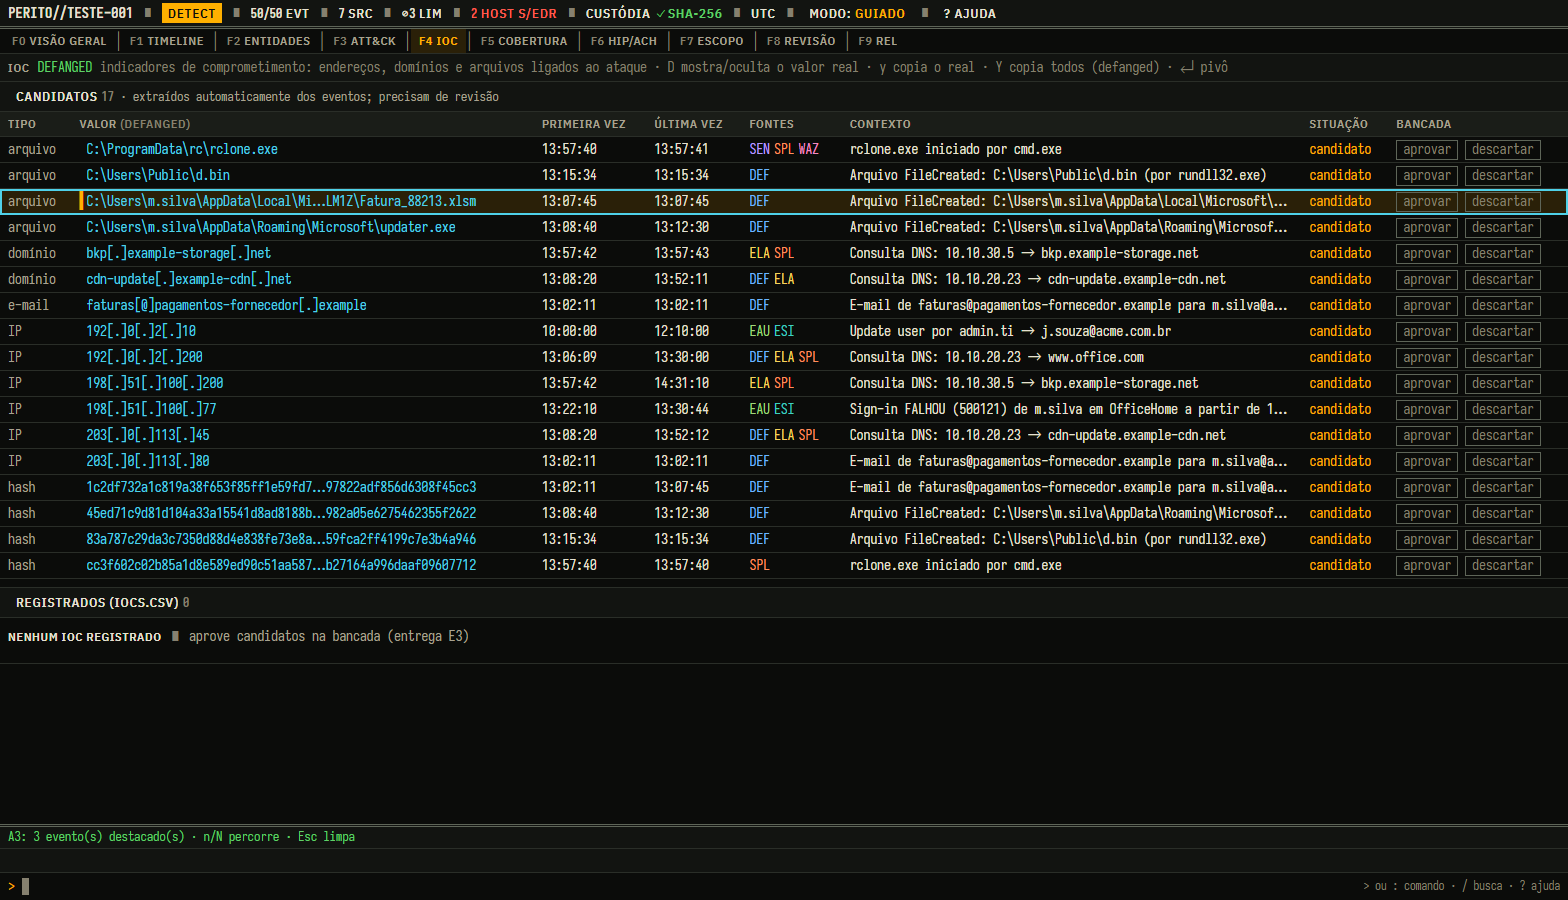 PERITO//TESTE-001 DETECT 50/50 EVT 7 SRC ⊘3 LIM 2 HOST S/EDR CUSTÓDIA ✓SHA-256 UTC MODO: GUIADO ? AJUDA
F0 VISÃO GERAL F1 TIMELINE F2 ENTIDADES F3 ATT&CK F4 IOC F5 COBERTURA F6 HIP/ACH F7 ESCOPO F8 REVISÃO F9 REL
IOC DEFANGED indicadores de comprometimento: endereços, domínios e arquivos ligados ao ataque · D mostra/oculta o valor real · y copia o real · Y copia todos (defanged) · ↵ pivô
CANDIDATOS 17 · extraídos automaticamente dos eventos; precisam de revisão
TIPO VALOR (DEFANGED) PRIMEIRA VEZ ÚLTIMA VEZ FONTES CONTEXTO SITUAÇÃO BANCADA
arquivo C:\ProgramData\rc\rclone.exe 13:57:40 13:57:41 SEN SPL WAZ rclone.exe iniciado por cmd.exe candidato aprovar descartar
arquivo C:\Users\Public\d.bin 13:15:34 13:15:34 DEF Arquivo FileCreated: C:\Users\Public\d.bin (por rundll32.exe) candidato aprovar descartar
arquivo C:\Users\m.silva\AppData\Local\Mi...LM1Z\Fatura_88213.xlsm 13:07:45 13:07:45 DEF Arquivo FileCreated: C:\Users\m.silva\AppData\Local\Microsoft\... candidato aprovar descartar
arquivo C:\Users\m.silva\AppData\Roaming\Microsoft\updater.exe 13:08:40 13:12:30 DEF Arquivo FileCreated: C:\Users\m.silva\AppData\Roaming\Microsof... candidato aprovar descartar
domínio bkp[.]example-storage[.]net 13:57:42 13:57:43 ELA SPL Consulta DNS: 10.10.30.5 → bkp.example-storage.net candidato aprovar descartar
domínio cdn-update[.]example-cdn[.]net 13:08:20 13:52:11 DEF ELA Consulta DNS: 10.10.20.23 → cdn-update.example-cdn.net candidato aprovar descartar
e-mail faturas[@]pagamentos-fornecedor[.]example 13:02:11 13:02:11 DEF E-mail de faturas@pagamentos-fornecedor.example para m.silva@a... candidato aprovar descartar
IP 192[.]0[.]2[.]10 10:00:00 12:10:00 EAU ESI Update user por admin.ti → j.souza@acme.com.br candidato aprovar descartar
IP 192[.]0[.]2[.]200 13:06:09 13:30:00 DEF ELA SPL Consulta DNS: 10.10.20.23 → www.office.com candidato aprovar descartar
IP 198[.]51[.]100[.]200 13:57:42 14:31:10 ELA SPL Consulta DNS: 10.10.30.5 → bkp.example-storage.net candidato aprovar descartar
IP 198[.]51[.]100[.]77 13:22:10 13:30:44 EAU ESI Sign-in FALHOU (500121) de m.silva em OfficeHome a partir de 1... candidato aprovar descartar
IP 203[.]0[.]113[.]45 13:08:20 13:52:12 DEF ELA SPL Consulta DNS: 10.10.20.23 → cdn-update.example-cdn.net candidato aprovar descartar
IP 203[.]0[.]113[.]80 13:02:11 13:02:11 DEF E-mail de faturas@pagamentos-fornecedor.example para m.silva@a... candidato aprovar descartar
hash 1c2df732a1c819a38f653f85ff1e59fd7...97822adf856d6308f45cc3 13:02:11 13:07:45 DEF E-mail de faturas@pagamentos-fornecedor.example para m.silva@a... candidato aprovar descartar
hash 45ed71c9d81d104a33a15541d8ad8188b...982a05e6275462355f2622 13:08:40 13:12:30 DEF Arquivo FileCreated: C:\Users\m.silva\AppData\Roaming\Microsof... candidato aprovar descartar
hash 83a787c29da3c7350d88d4e838fe73e8a...59fca2ff4199c7e3b4a946 13:15:34 13:15:34 DEF Arquivo FileCreated: C:\Users\Public\d.bin (por rundll32.exe) candidato aprovar descartar
hash cc3f602c02b85a1d8e589ed90c51aa587...b27164a996daaf09607712 13:57:40 13:57:40 SPL rclone.exe iniciado por cmd.exe candidato aprovar descartar
REGISTRADOS (IOCS.CSV) 0
NENHUM IOC REGISTRADO aprove candidatos na bancada (entrega E3)
A3: 3 evento(s) destacado(s) · n/N percorre · Esc limpa
> > ou : comando · / busca · ? ajuda